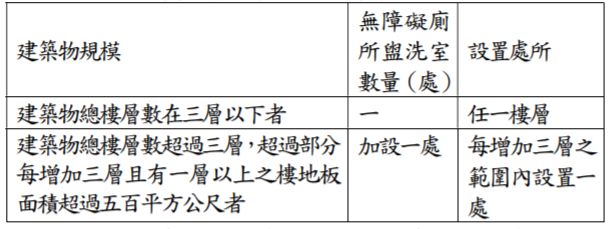 建築物規模
無障礙廁
所盥洗室
數量（處）
設置處所
建築物總樓層數在三層以下者
一
任一樓層
建築物總樓層數超過三層，超過部分
每增加三層且有一層以上之樓地板
面積超過五百平方公尺者
加設一處
每增加三層之
範圍內設置一
處